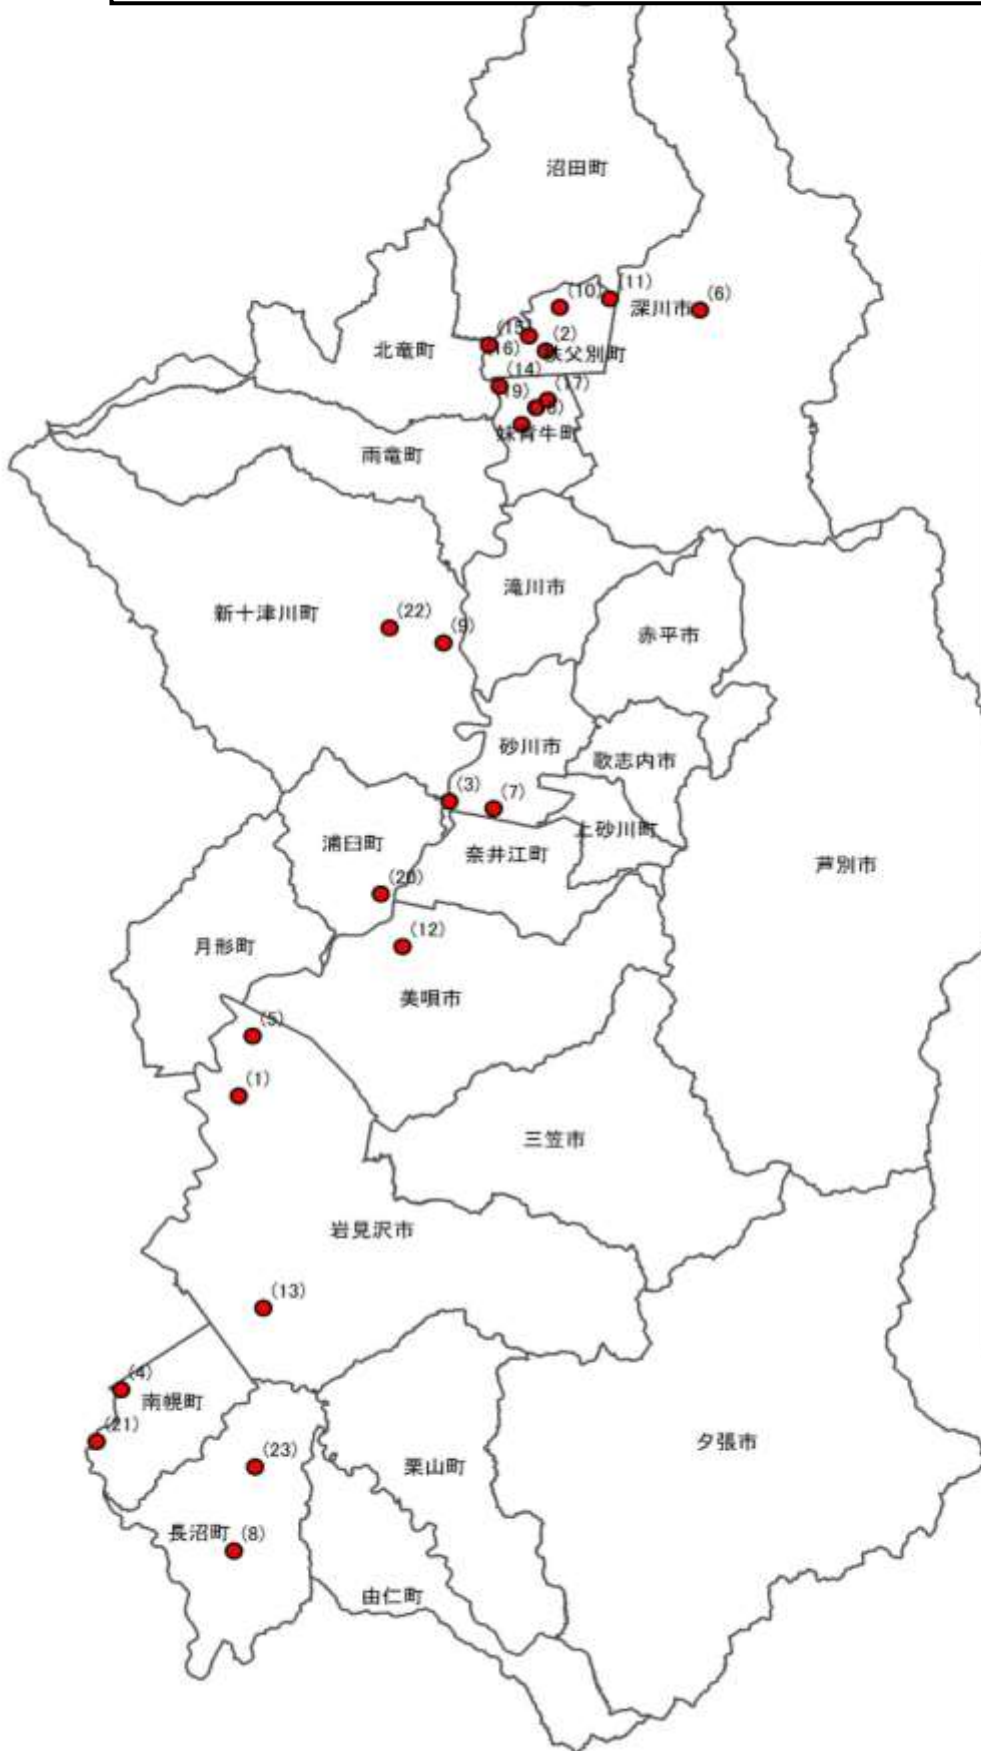 沼田町
(10)
(11)
(6)
深川市
(15)
(2)
北竜町
(16)
秩父別町
(14)
(19)
(17)
妹背牛町
雨竜町
滝川市
新十津川町
(22)
(9)
赤平市
砂川市
歌志内市
(3)
(7)
上砂川町
浦臼町
奈井江町
芦別市
(20)
(12)
月形町
美唄市
(5)
(1)
三笠市
岩見沢市
(13)
(4)
南幌町
(21)
夕張市
(23)
栗山町
長沼町
(8)
由仁町